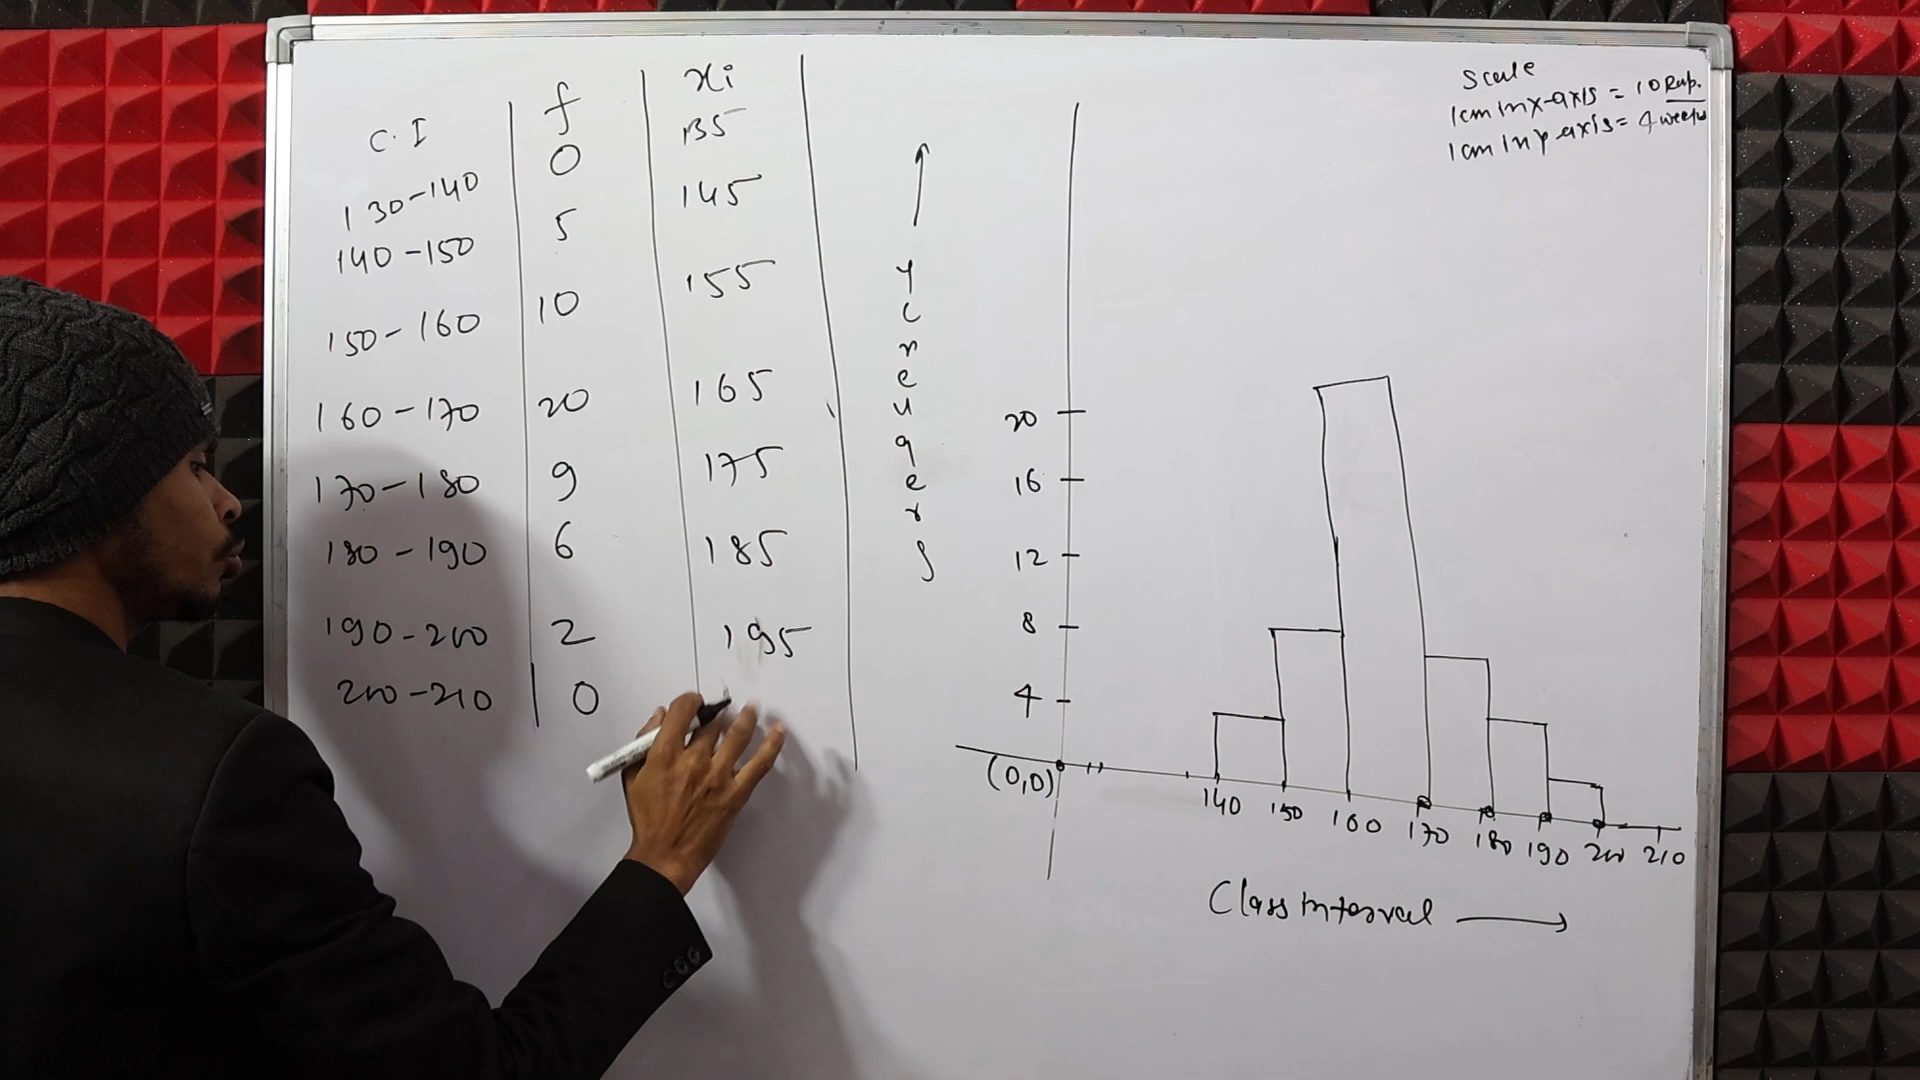 C.I f xi
135
130-140 0
140-150 5 145
150-160 10 155
160-170 20 165
170-180 9 175
180-190 6 185
190-200 2 195
200-210 0
Scale
1cm in x-axis = 10 Rup.
1cm in y axis = 4 weeks
20
16
12
8
4
(0,0)
140 150 160 170 180 190 200 210
Class Interval